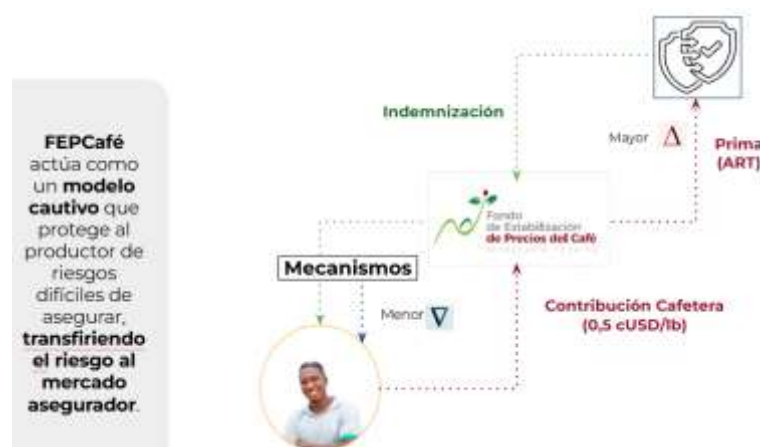 FEPCafé
actúa como
un modelo
cautivo que
protege al
productor de
riesgos
difíciles de
asegurar,
transfiriendo
el riesgo al
mercado
asegurador.
Indemnización
Mayor Δ
Prima
(ART)
Fondo
de Estabilización
de Precios del Café
Mecanismos
Menor ∇
Contribución Cafetera
(0,5 cUSD/lb)